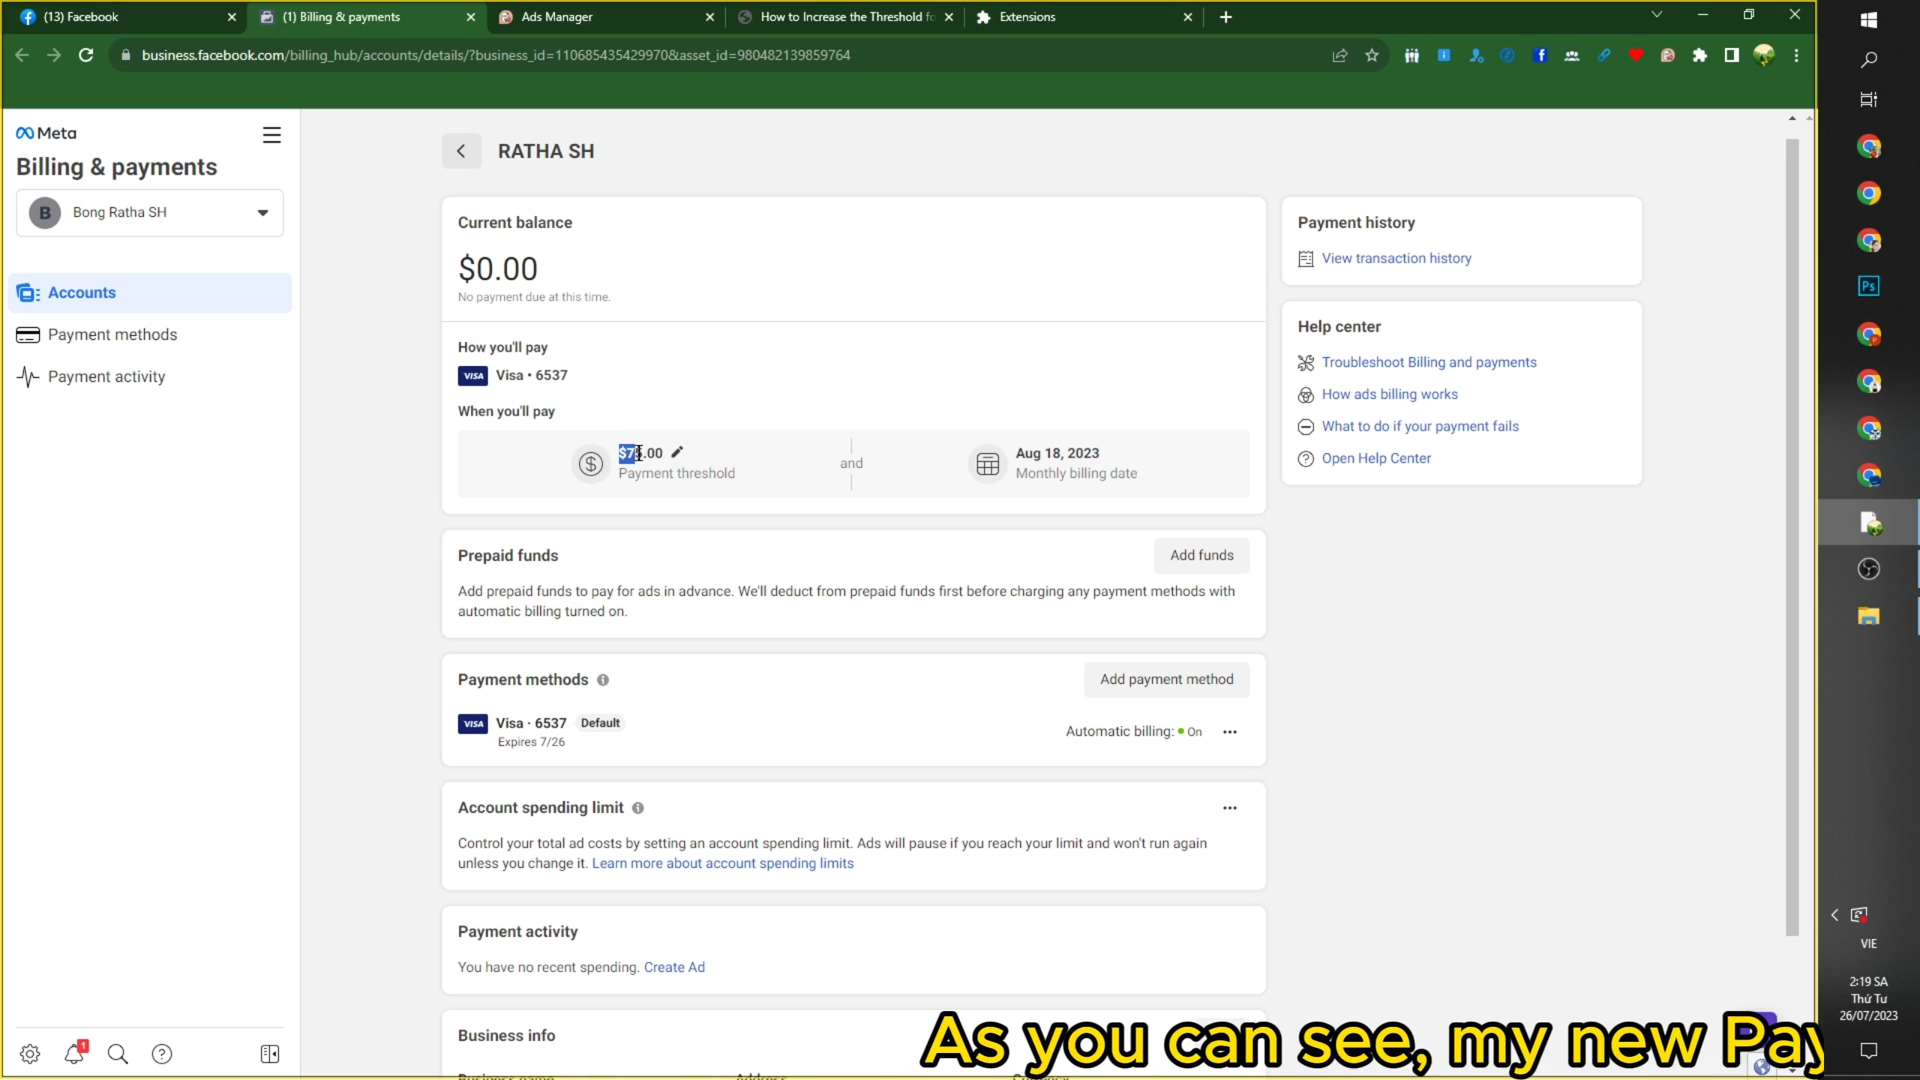 (13) Facebook
(1) Billing & payments
Ads Manager
How to Increase the Threshold fo
Extensions
business.facebook.com/billing_hub/accounts/details/?business_id=110685435429970&asset_id=980482139859764
Meta
Billing & payments
B
Bong Ratha SH
Accounts
Payment methods
Payment activity
1
RATHA SH
Current balance
$0.00
No payment due at this time.
How you'll pay
VISA Visa • 6537
When you'll pay
$75.00
Payment threshold
and
Aug 18, 2023
Monthly billing date
Prepaid funds
Add funds
Add prepaid funds to pay for ads in advance. We'll deduct from prepaid funds first before charging any payment methods with
automatic billing turned on.
Payment methods
Add payment method
VISA Visa · 6537 Default
Expires 7/26
Automatic billing: On
Account spending limit
Control your total ad costs by setting an account spending limit. Ads will pause if you reach your limit and won't run again
unless you change it. Learn more about account spending limits
Payment activity
You have no recent spending. Create Ad
Business info
Business name Address Currency
Payment history
View transaction history
Help center
Troubleshoot Billing and payments
How ads billing works
What to do if your payment fails
Open Help Center
As you can see, my new Pay
Ps
VIE
2:19 SA
Thứ Tư
26/07/2023